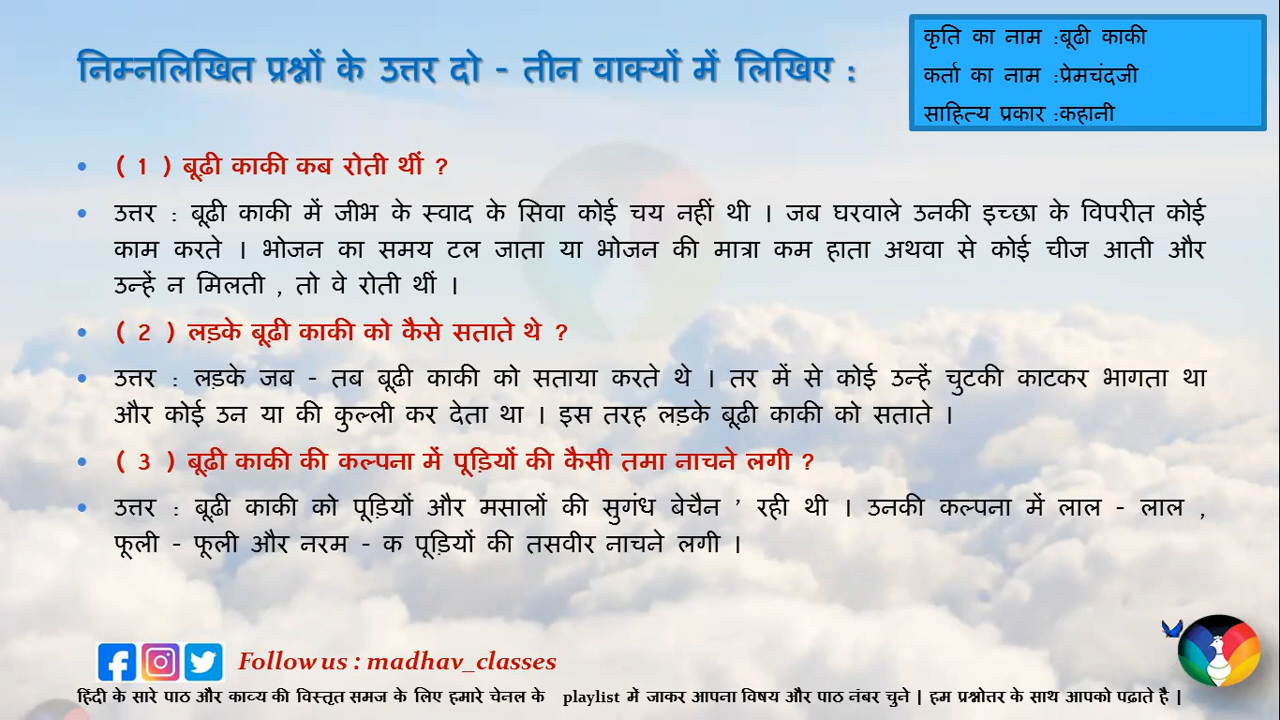 निम्नलिखित प्रश्नों के उत्तर दो - तीन वाक्यों में लिखिए :
कृति का नाम :बूढी काकी
कर्ता का नाम :प्रेमचंदजी
साहित्य प्रकार :कहानी
( 1 ) बूढ़ी काकी कब रोती थीं ?
उत्तर : बूढ़ी काकी में जीभ के स्वाद के सिवा कोई चय नहीं थी । जब घरवाले उनकी इच्छा के विपरीत कोई
काम करते । भोजन का समय टल जाता या भोजन की मात्रा कम हाता अथवा से कोई चीज आती और
उन्हें न मिलती , तो वे रोती थीं ।
( 2 ) लड़के बूढ़ी काकी को कैसे सताते थे ?
उत्तर : लड़के जब - तब बूढ़ी काकी को सताया करते थे । तर में से कोई उन्हें चुटकी काटकर भागता था
और कोई उन या की कुल्ली कर देता था । इस तरह लड़के बूढ़ी काकी को सताते ।
( 3 ) बूढ़ी काकी की कल्पना में पूड़ियों की कैसी तमा नाचने लगी ?
उत्तर : बूढ़ी काकी को पूड़ियों और मसालों की सुगंध बेचैन ' रही थी । उनकी कल्पना में लाल - लाल ,
फूली - फूली और नरम - क पूड़ियों की तसवीर नाचने लगी ।
Follow us : madhav_classes
हिंदी के सारे पाठ और काव्य की विस्तृत समज के लिए हमारे चेनल के playlist में जाकर आपना विषय और पाठ नंबर चुने | हम प्रश्नोत्तर के साथ आपको पढ़ाते है |